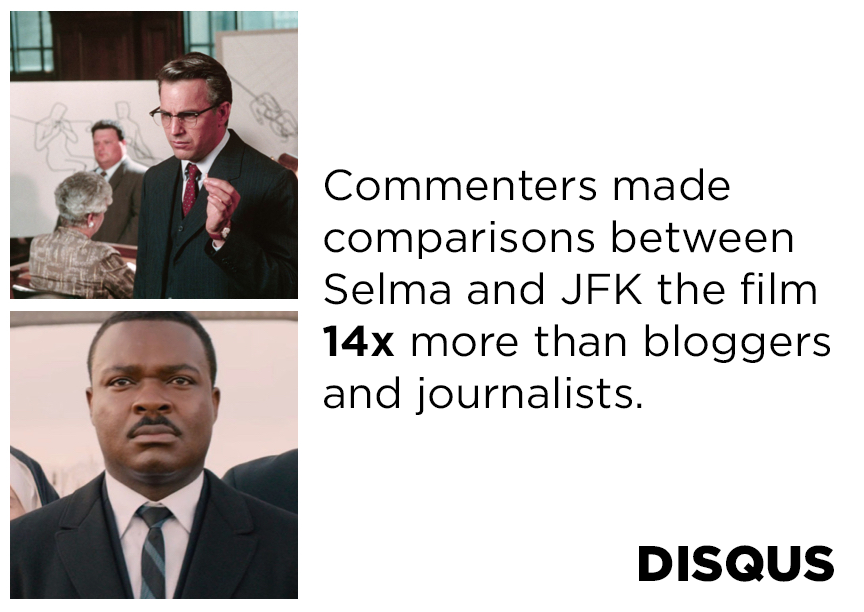 Commenters made
comparisons between
Selma and JFK the film
14x more than bloggers
and journalists.
DISQUS